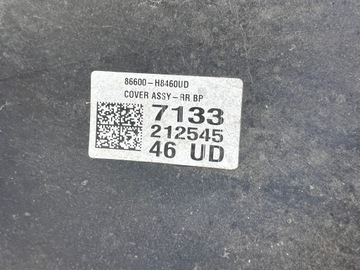 86600-H8460UD
COVER ASSY-RR BP
7133
212545
46 UD